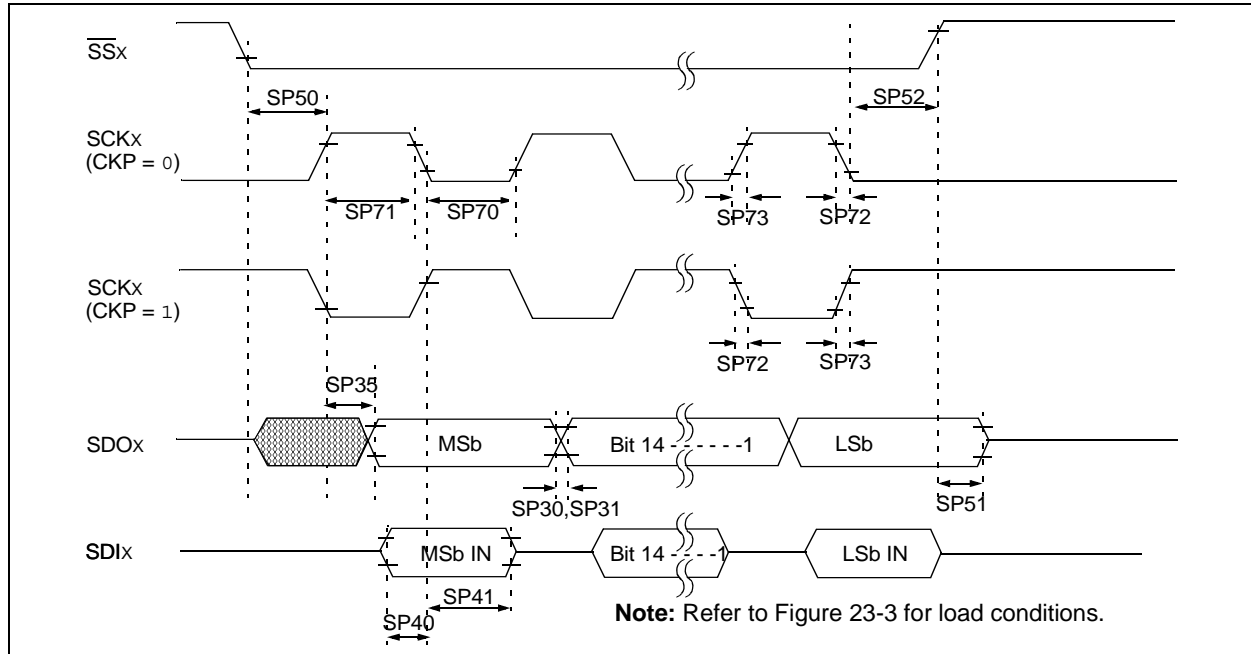 SSX
SP50
SP52
SCKX
(CKP = 0)
SP71
SP70
SP73
SP72
SCKX
(CKP = 1)
SP72
SP73
SP35
SDOX
MSb
Bit 14 - - - - - -1
LSb
SP30,SP31
SP51
SDIX
MSb IN
Bit 14 - - - - -1
LSb IN
SP41
SP40
Note: Refer to Figure 23-3 for load conditions.